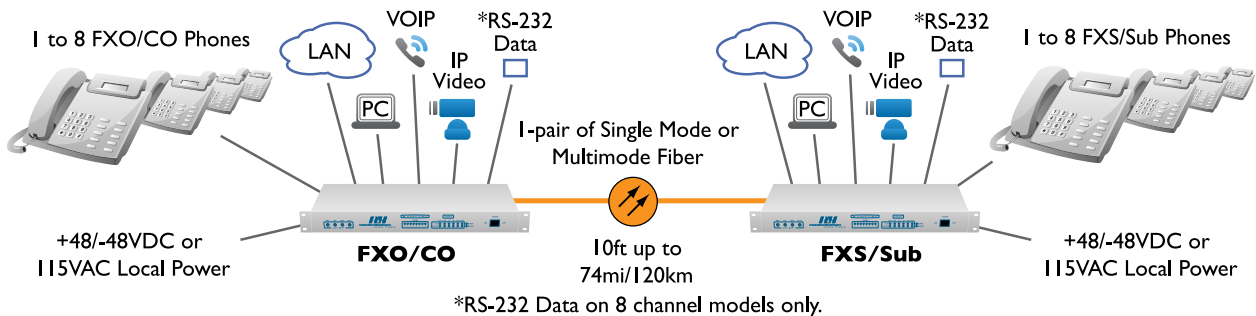 1 to 8 FXO/CO Phones
LAN
VOIP
*RS-232
Data
PC
IP
Video
1-pair of Single Mode or
Multimode Fiber
LAN
VOIP
*RS-232
Data
PC
IP
Video
1 to 8 FXS/Sub Phones
+48/-48VDC or
115VAC Local Power
FXO/CO
10ft up to
74mi/120km
FXS/Sub
+48/-48VDC or
115VAC Local Power
*RS-232 Data on 8 channel models only.